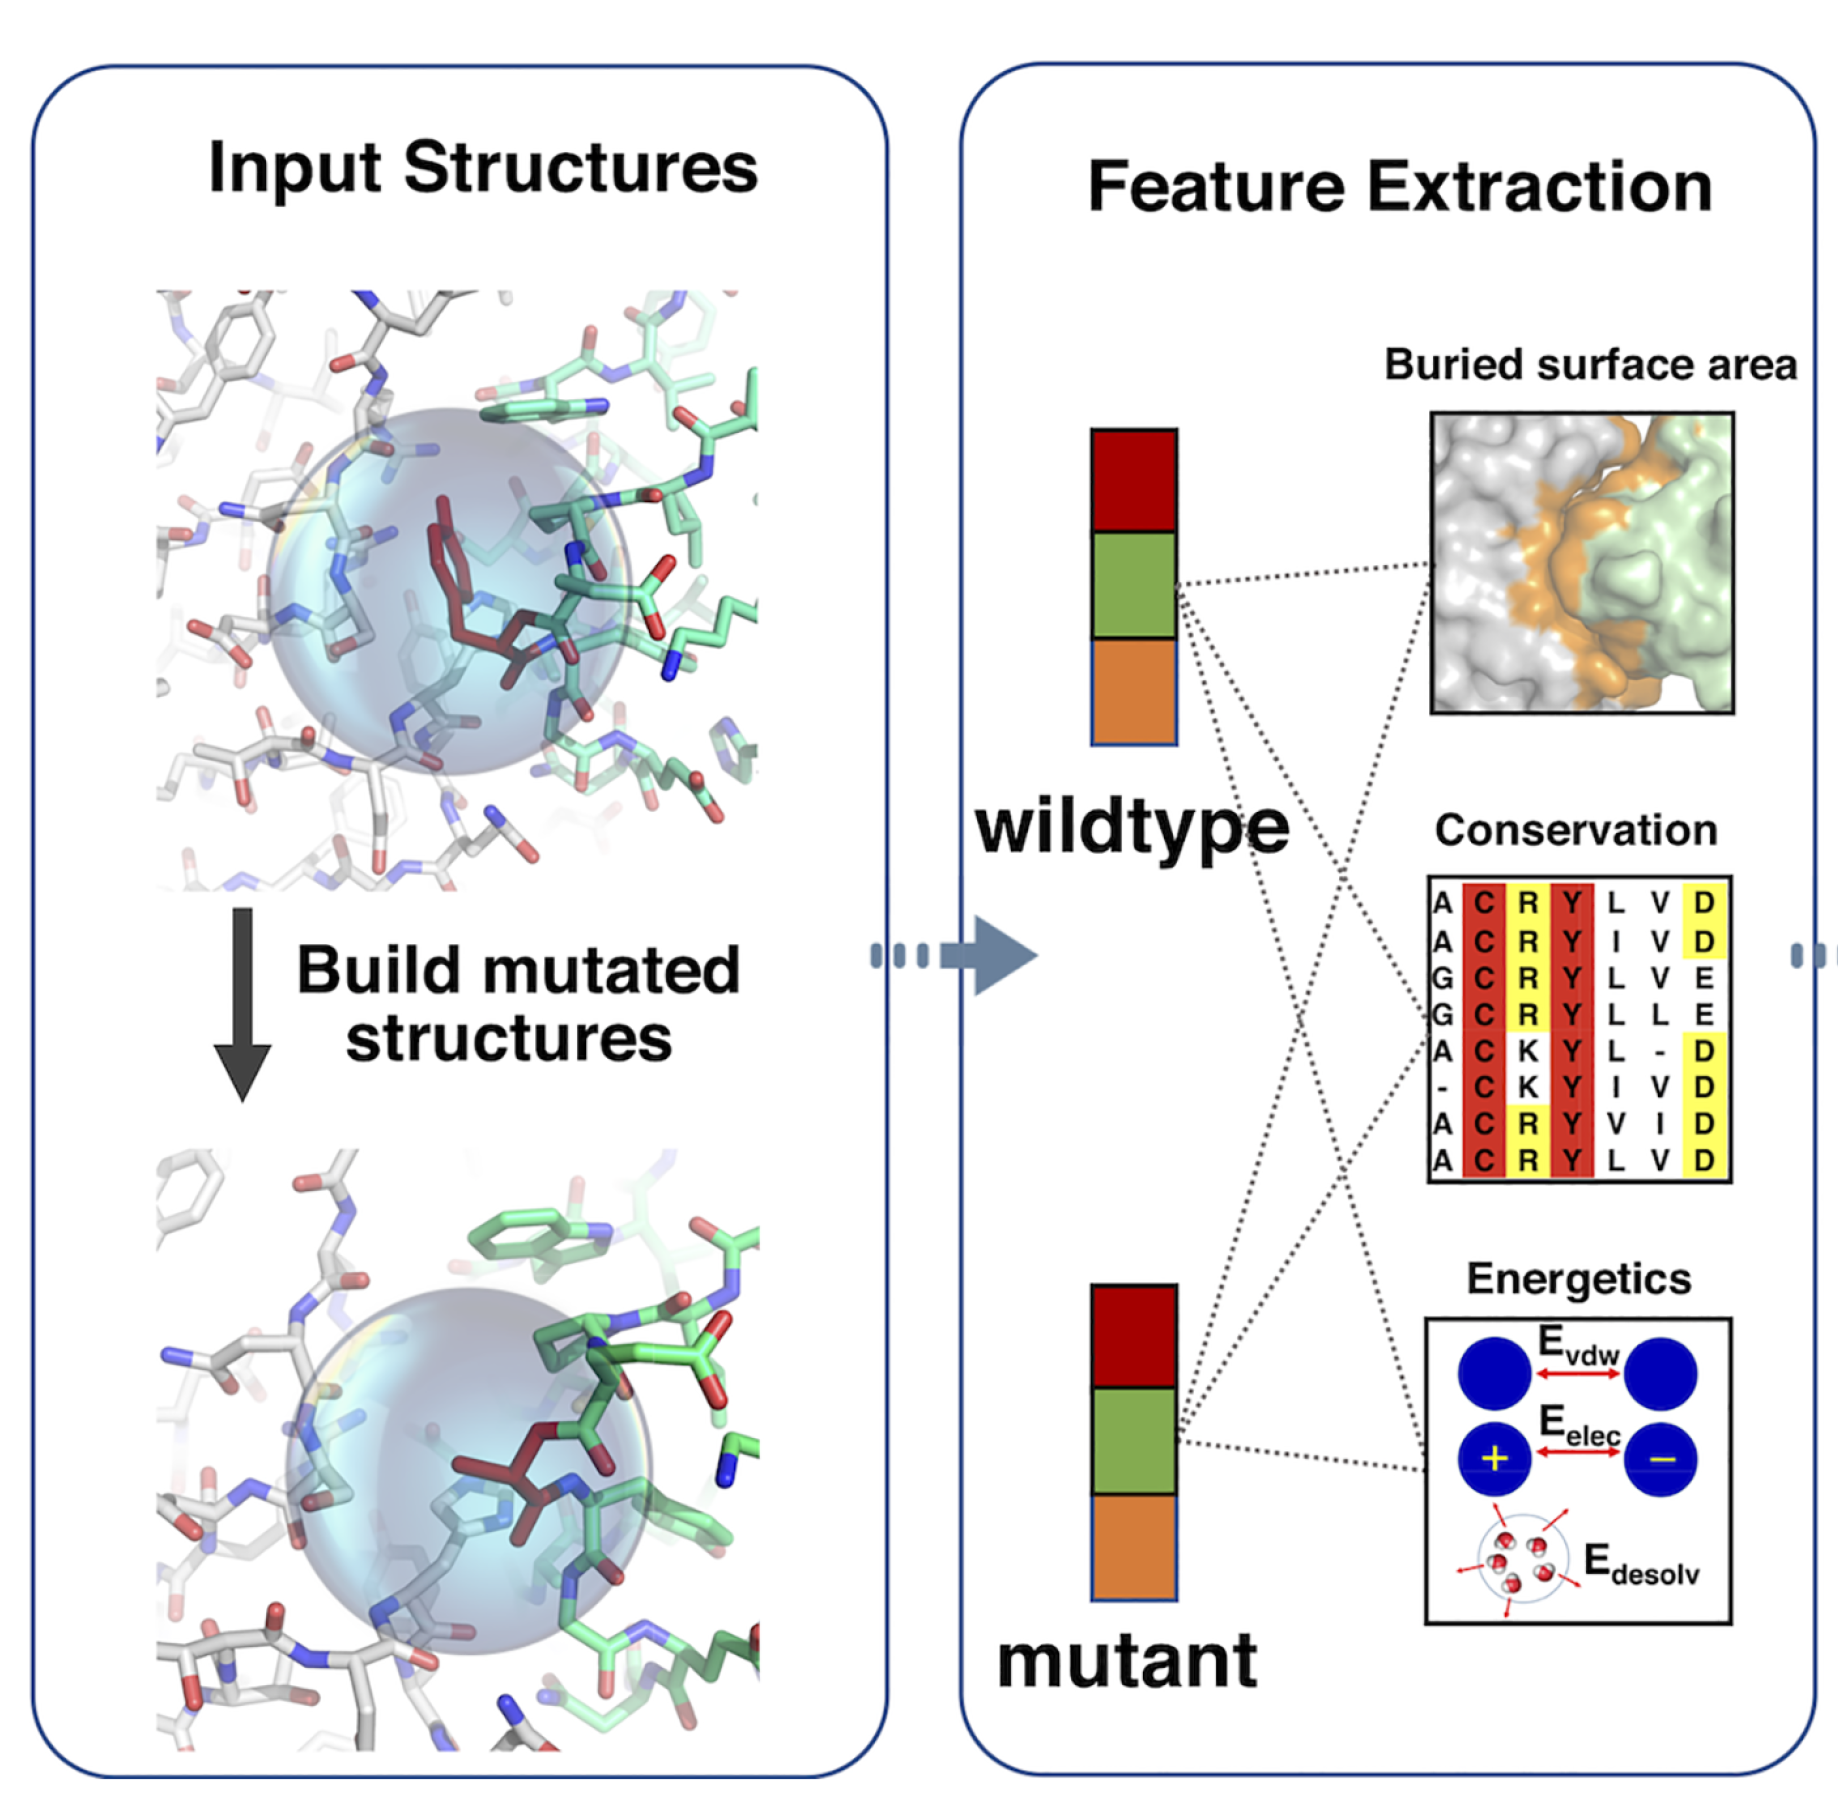 Input Structures
Build mutated
structures
Feature Extraction
wildtype
mutant
Buried surface area
Conservation
A C R Y L V D
A C R Y I V D
G C R Y L V E
G C R Y L L E
A C K Y L - D
- C K Y I V D
A C R Y V I D
A C R Y L V D
Energetics
Evdw
Eelec
+ −
Edesolv